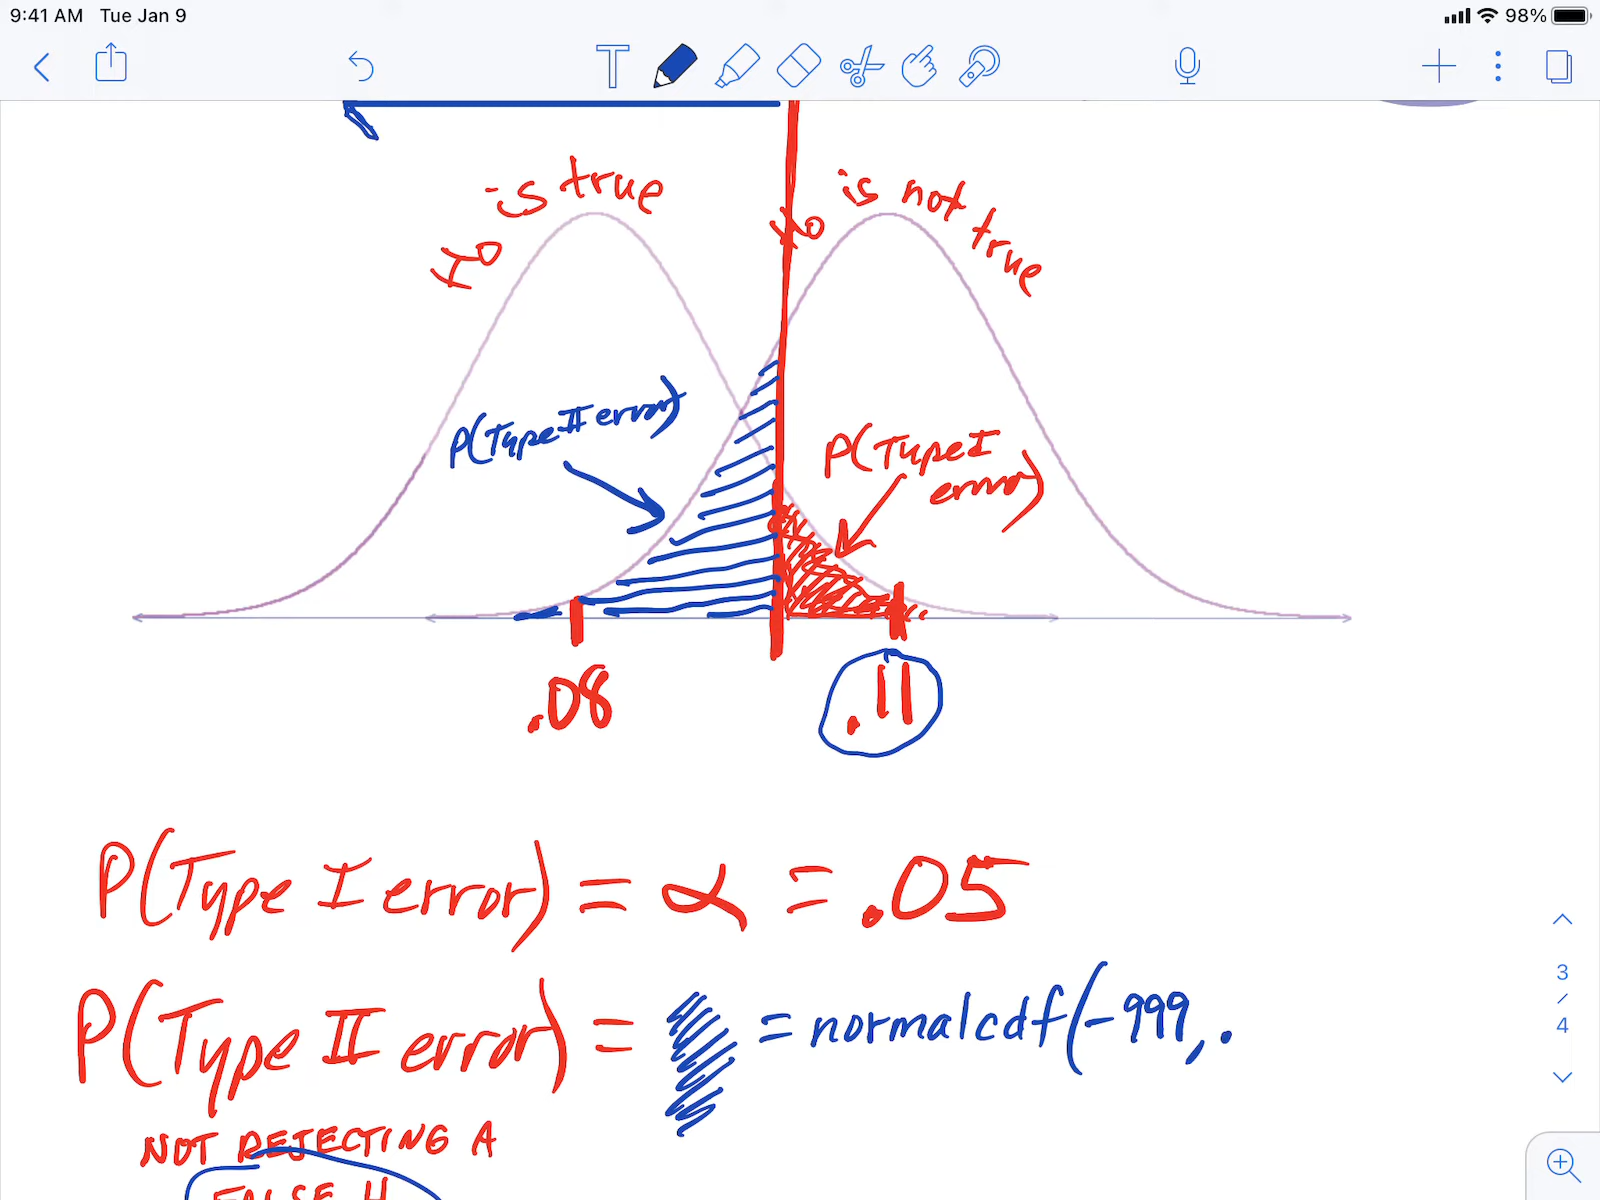 9:41 AM Tue Jan 9
98%
T
H0 is true
H0 is not true
P(Type II error)
P(Type I
error)
.08
.11
P(Type I error) = α = .05
P(Type II error) = = normalcdf(-999, .
NOT REJECTING A
FALSE H
3
/
4